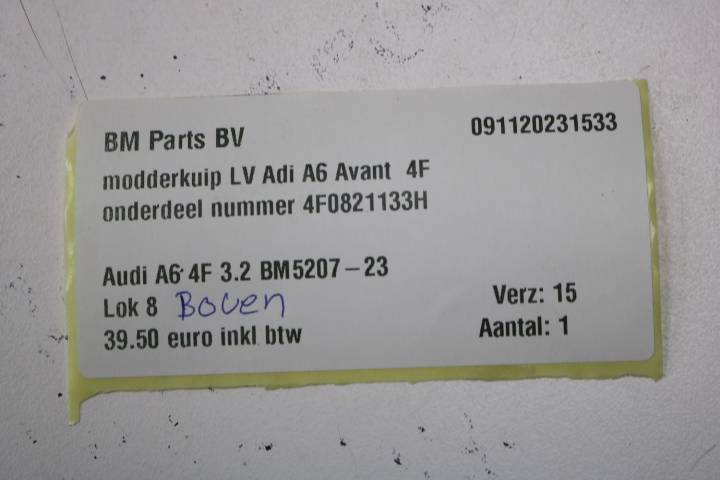 BM Parts BV 091120231533
modderkuip LV Adi A6 Avant 4F
onderdeel nummer 4F0821133H
Audi A6 4F 3.2 BM5207-23
Lok 8 Boven Verz: 15
39.50 euro inkl btw Aantal: 1